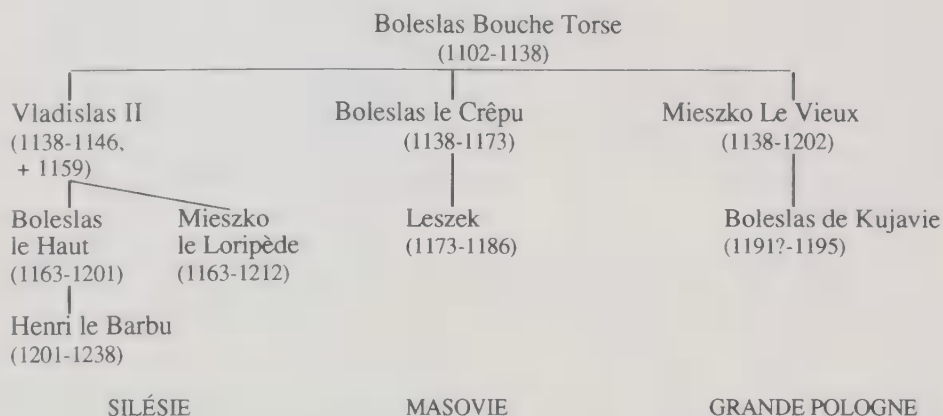 Boleslas Bouche Torse
(1102-1138)
Vladislas II
(1138-1146,
+ 1159)
Boleslas le Crêpu
(1138-1173)
Mieszko Le Vieux
(1138-1202)
Boleslas
le Haut
(1163-1201)
Mieszko
le Loripède
(1163-1212)
Leszek
(1173-1186)
Boleslas de Kujavie
(1191?-1195)
Henri le Barbu
(1201-1238)
SILÉSIE
MASOVIE
GRANDE POLOGNE